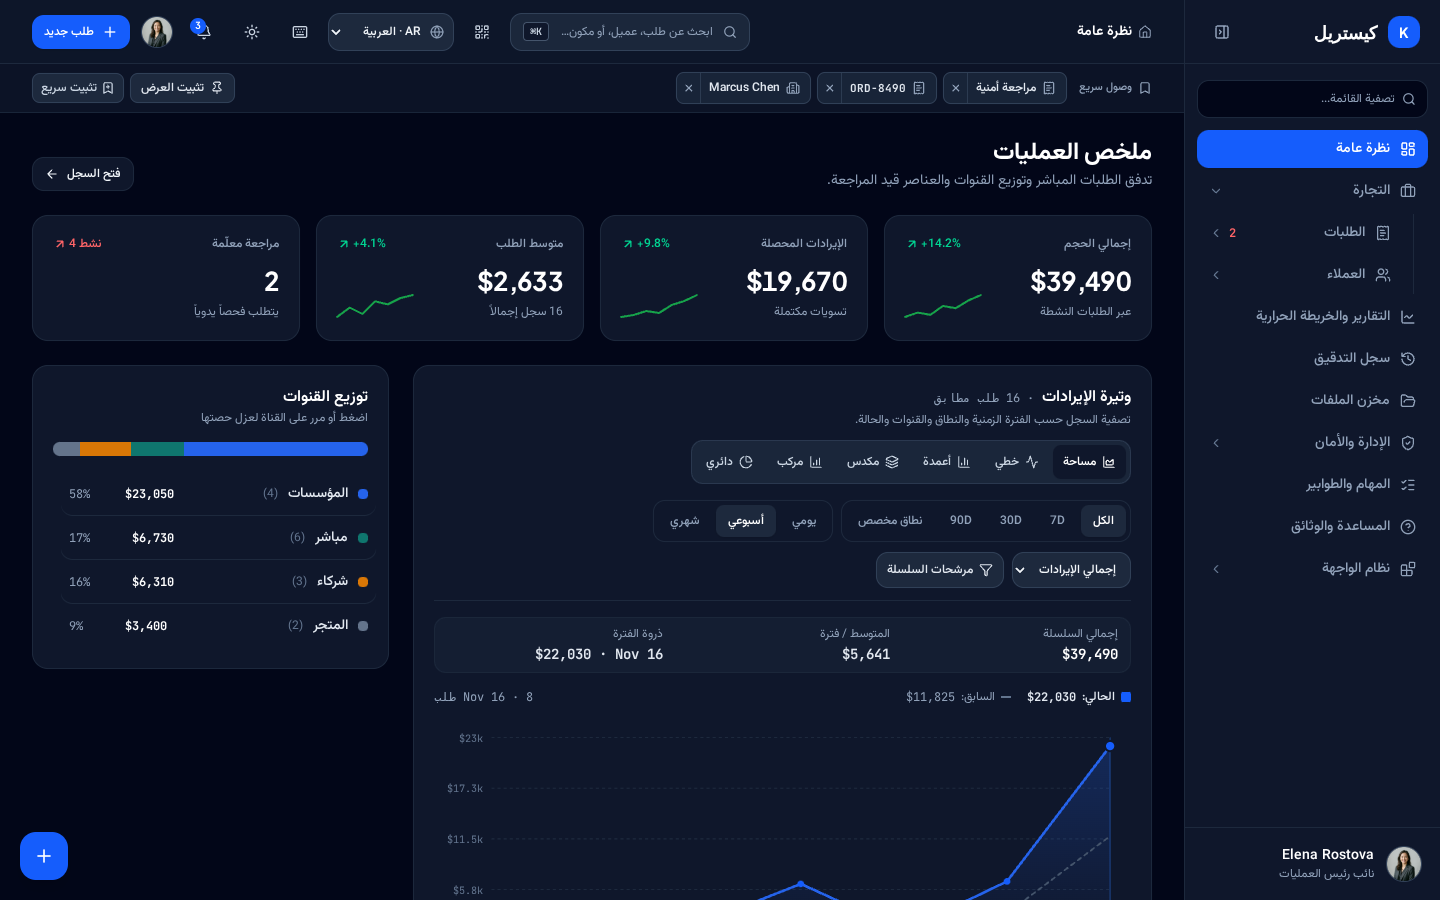 K كيستريل
تصفية القائمة...
نظرة عامة
التجارة
الطلبات 2
العملاء
التقارير والخريطة الحرارية
سجل التدقيق
مخزن الملفات
الإدارة والأمان
المهام والطوابير
المساعدة والوثائق
نظام الواجهة
Elena Rostova
نائب رئيس العمليات
نظرة عامة
ابحث عن طلب، عميل، أو مكون... ⌘K
AR · العربية
3
طلب جديد
وصول سريع
مراجعة أمنية ×
ORD-8490 ×
Marcus Chen ×
تثبيت العرض
تثبيت سريع
ملخص العمليات
تدفق الطلبات المباشر وتوزيع القنوات والعناصر قيد المراجعة.
فتح السجل
إجمالي الحجم +14.2%
$39,490
عبر الطلبات النشطة
الإيرادات المحصلة +9.8%
$19,670
تسويات مكتملة
متوسط الطلب +4.1%
$2,633
16 سجل إجمالاً
مراجعة معلّمة 4 نشط
2
يتطلب فحصاً يدوياً
وتيرة الإيرادات · 16 طلب مطابق
تصفية السجل حسب الفترة الزمنية والنطاق والقنوات والحالة.
مساحة خطي أعمدة مكدس مركب دائري
الكل 7D 30D 90D نطاق مخصص
يومي أسبوعي شهري
إجمالي الإيرادات
مرشحات السلسلة
إجمالي السلسلة
$39,490
المتوسط / فترة
$5,641
ذروة الفترة
$22,030 · Nov 16
الحالي: $22,030 — السابق: $11,825
Nov 16 · 8 طلب
$23k
$17.3k
$11.5k
$5.8k
توزيع القنوات
اضغط أو مرر على القناة لعزل حصتها
المؤسسات (4) $23,050 58%
مباشر (6) $6,730 17%
شركاء (3) $6,310 16%
المتجر (2) $3,400 9%